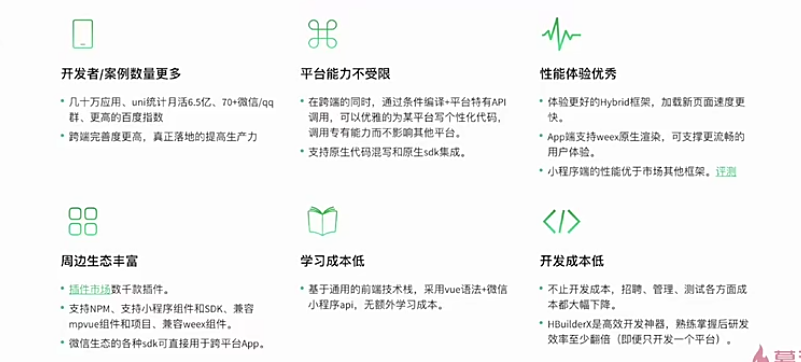 开发者/案例数量更多
几十万应用、uni统计月活6.5亿、70+微信/qq
群、更高的百度指数
跨端完善度更高，真正落地的提高生产力
平台能力不受限
在跨端的同时，通过条件编译+平台特有API
调用，可以优雅的为某平台写个性化代码，
调用专有能力而不影响其他平台。
支持原生代码混写和原生sdk集成。
性能体验优秀
体验更好的Hybrid框架，加载新页面速度更
快。
App端支持weex原生渲染，可支撑更流畅的
用户体验。
小程序端的性能优于市场其他框架。评测
周边生态丰富
插件市场数千款插件。
支持NPM、支持小程序组件和SDK、兼容
mpvue组件和项目、兼容weex组件。
微信生态的各种sdk可直接用于跨平台App。
学习成本低
基于通用的前端技术栈，采用vue语法+微信
小程序api，无额外学习成本。
开发成本低
不止开发成本，招聘、管理、测试各方面成
本都大幅下降。
HBuilderX是高效开发神器，熟练掌握后研发
效率至少翻倍（即便只开发一个平台）。